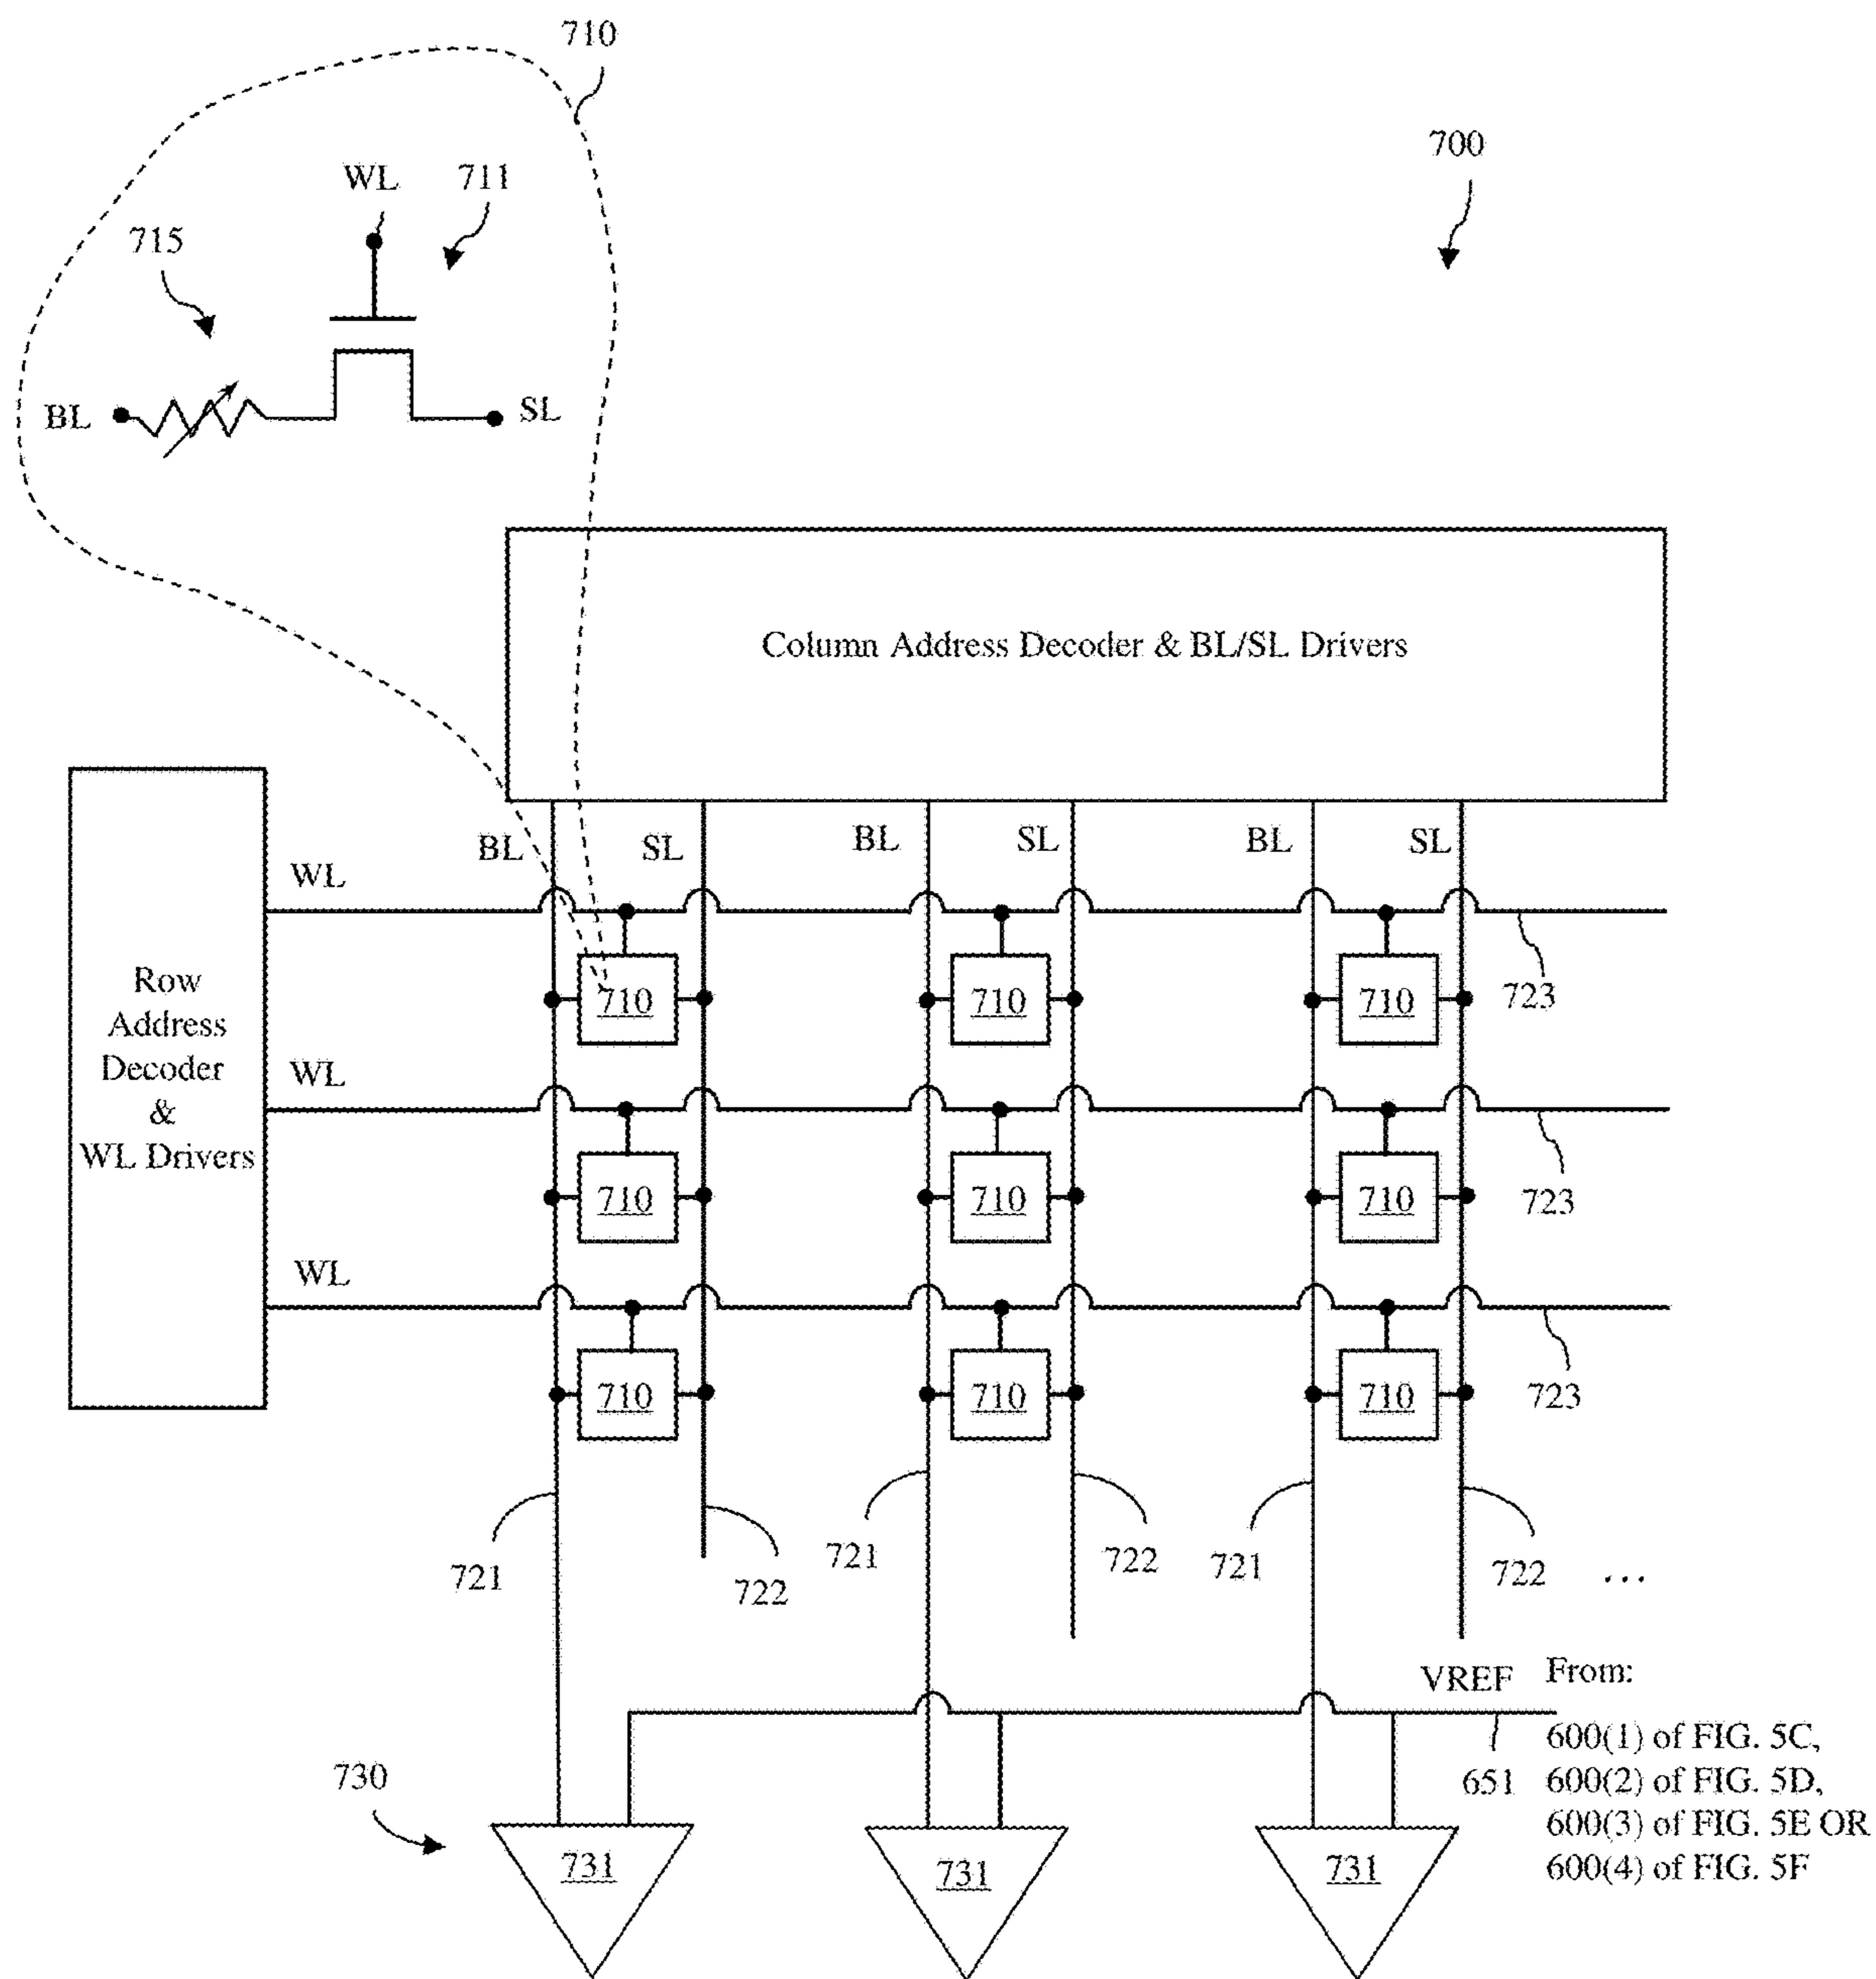 710
700
WL
711
715
BL
SL
Column Address Decoder & BL/SL Drivers
BL
SL
BL
SL
BL
SL
WL
Row
Address
Decoder
&
WL Drivers
710
710
710
723
WL
710
710
710
723
WL
710
710
710
723
721
722
721
722
721
722
...
VREF
From:
600(1) of FIG. 5C,
651
600(2) of FIG. 5D,
600(3) of FIG. 5E OR
600(4) of FIG. 5F
730
731
731
731